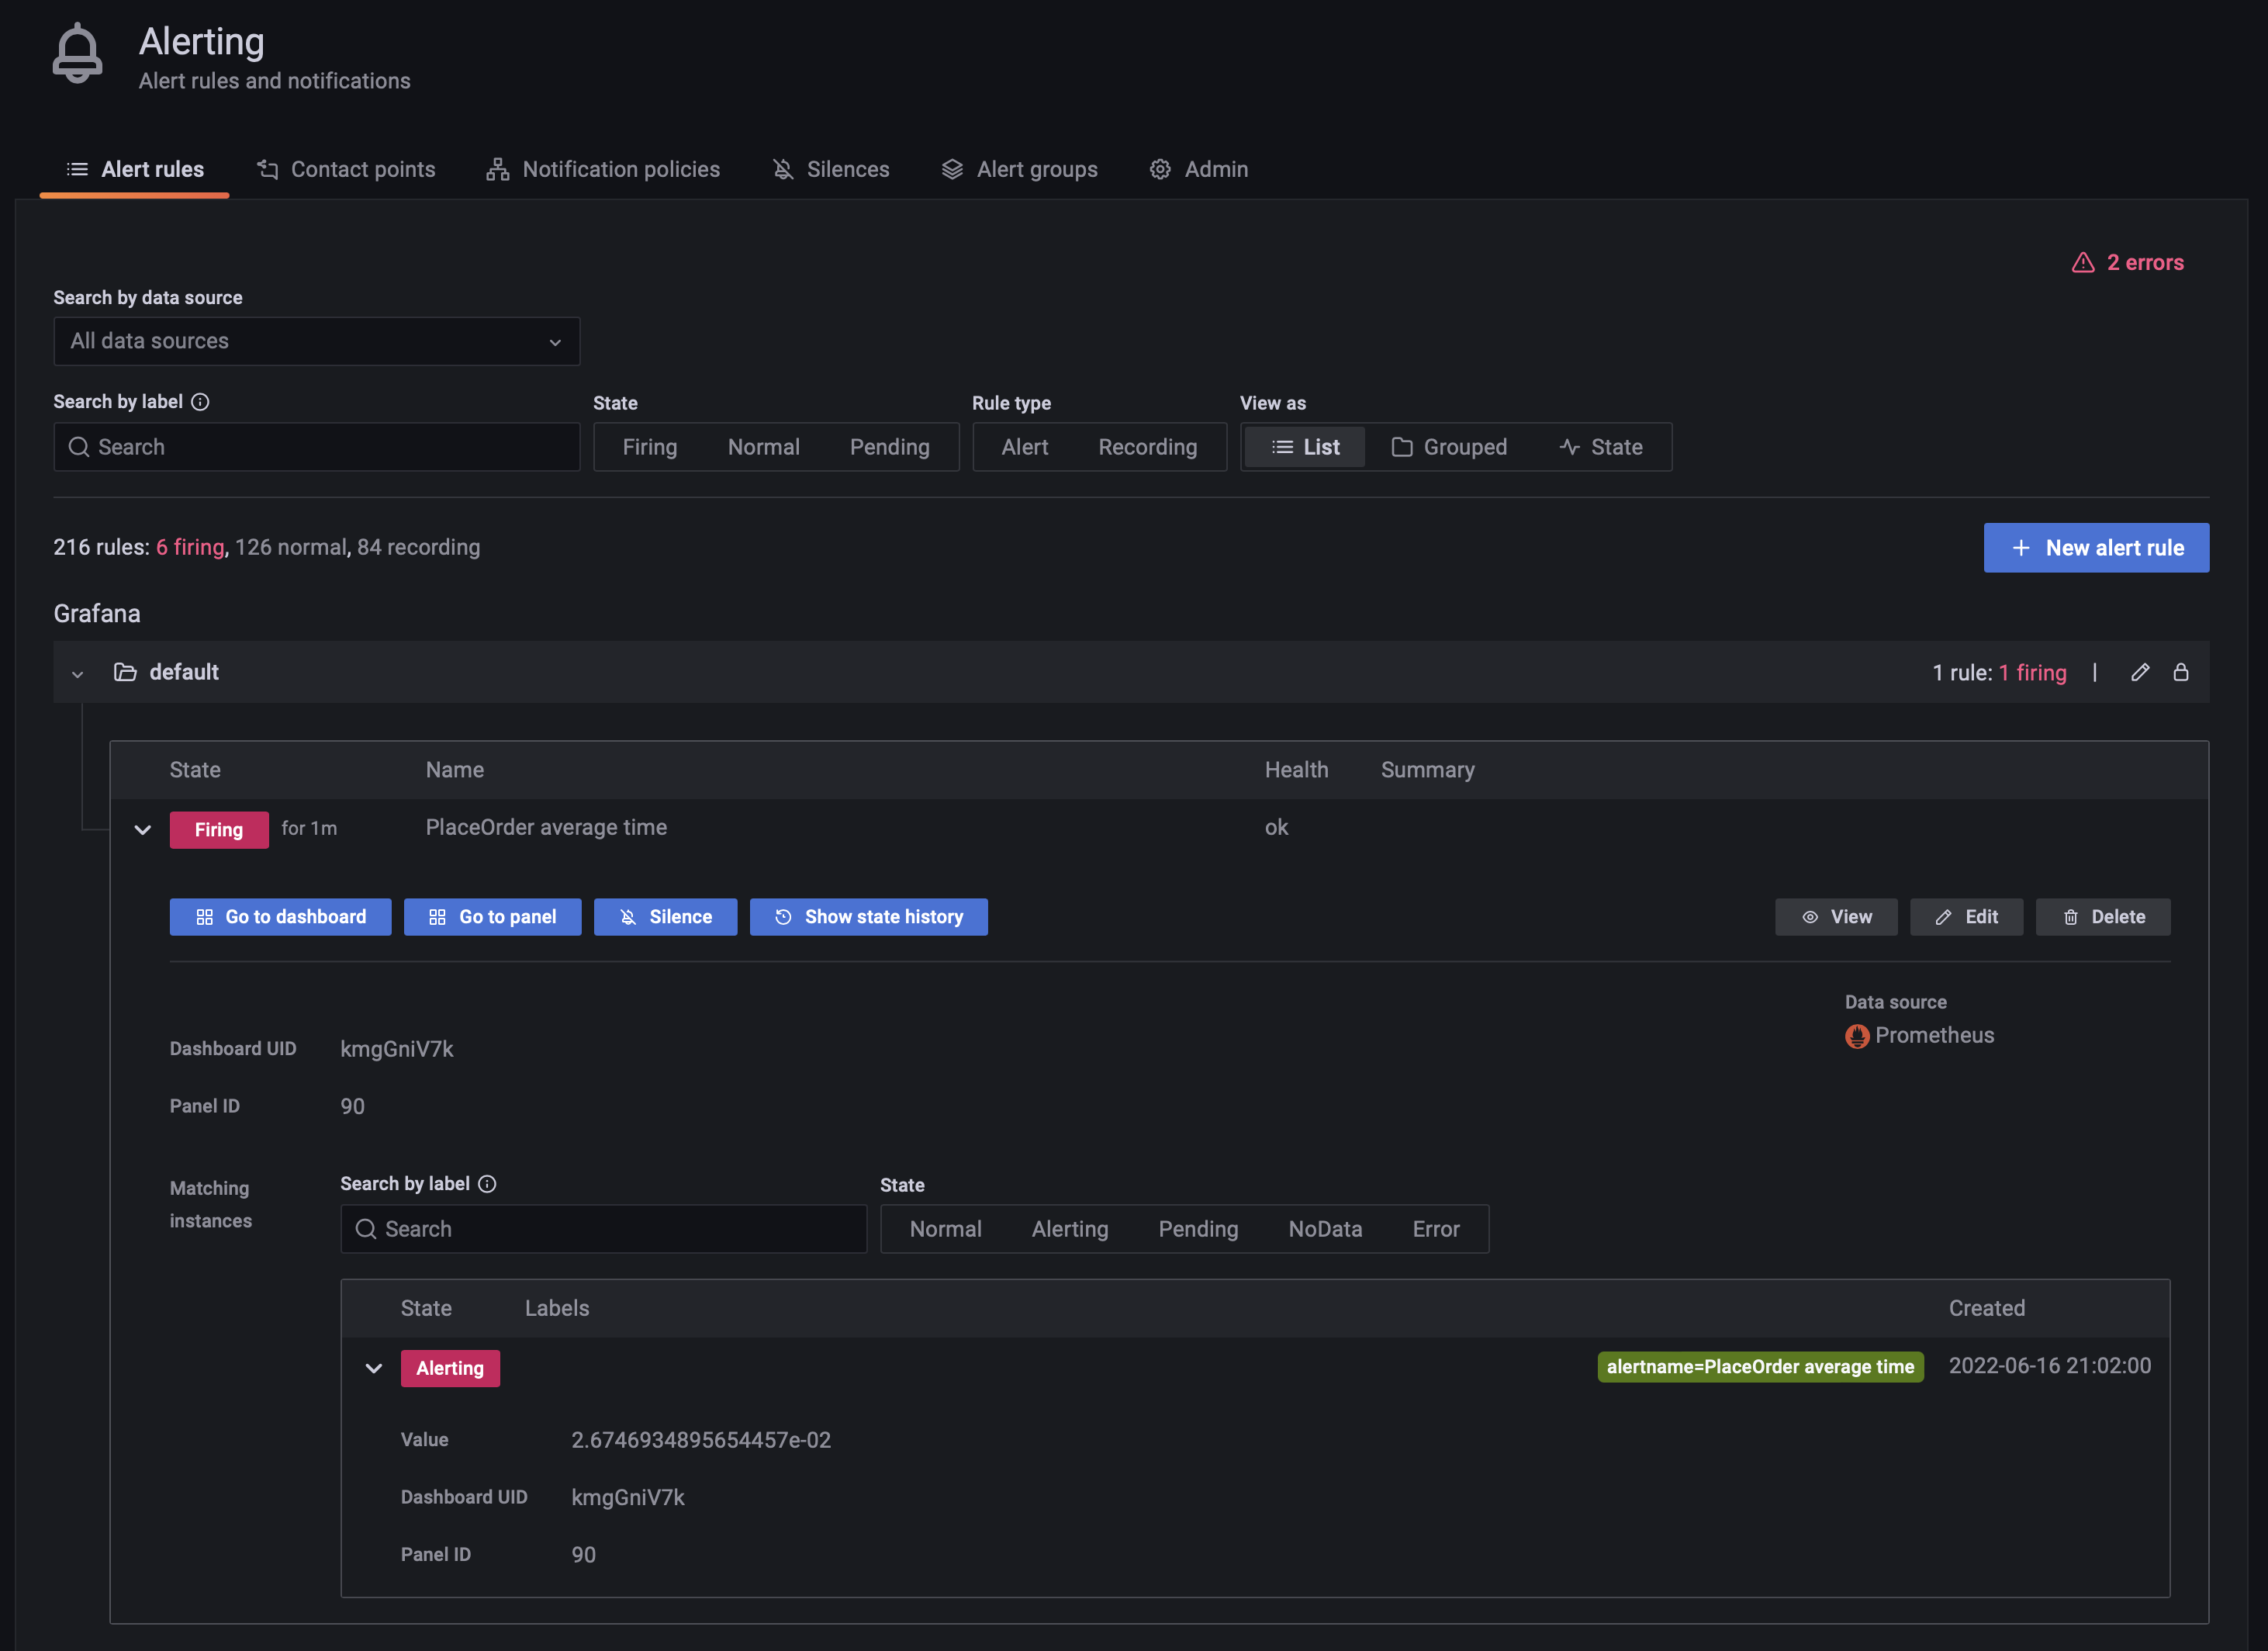 Alerting
Alert rules and notifications
Alert rules Contact points Notification policies Silences Alert groups Admin
2 errors
Search by data source
All data sources
Search by label State Rule type View as
Search Firing Normal Pending Alert Recording List Grouped State
216 rules: 6 firing, 126 normal, 84 recording
New alert rule
Grafana
default 1 rule: 1 firing |
State Name Health Summary
Firing for 1m PlaceOrder average time ok
Go to dashboard Go to panel Silence Show state history View Edit Delete
Data source
Prometheus
Dashboard UID kmgGniV7k
Panel ID 90
Matching
instances
Search by label State
Search Normal Alerting Pending NoData Error
State Labels Created
Alerting alertname=PlaceOrder average time 2022-06-16 21:02:00
Value 2.6746934895654457e-02
Dashboard UID kmgGniV7k
Panel ID 90